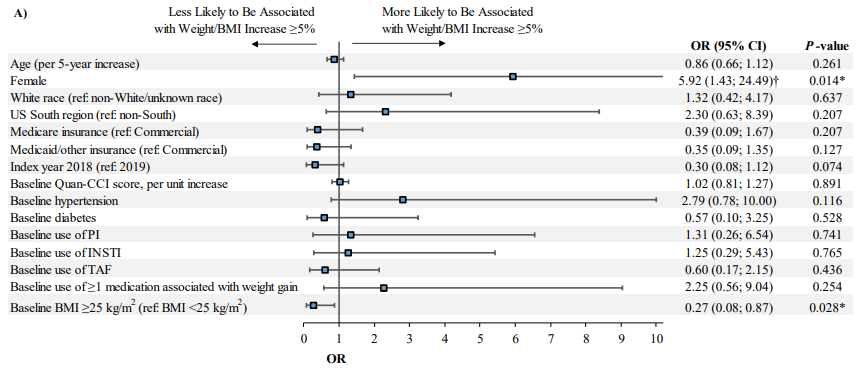 A)
Less Likely to Be Associated
with Weight/BMI Increase ≥5%
More Likely to Be Associated
with Weight/BMI Increase ≥5%
OR (95% CI) P-value
Age (per 5-year increase) 0.86 (0.66; 1.12) 0.261
Female 5.92 (1.43; 24.49)† 0.014*
White race (ref: non-White/unknown race) 1.32 (0.42; 4.17) 0.637
US South region (ref: non-South) 2.30 (0.63; 8.39) 0.207
Medicare insurance (ref: Commercial) 0.39 (0.09; 1.67) 0.207
Medicaid/other insurance (ref: Commercial) 0.35 (0.09; 1.35) 0.127
Index year 2018 (ref: 2019) 0.30 (0.08; 1.12) 0.074
Baseline Quan-CCI score, per unit increase 1.02 (0.81; 1.27) 0.891
Baseline hypertension 2.79 (0.78; 10.00) 0.116
Baseline diabetes 0.57 (0.10; 3.25) 0.528
Baseline use of PI 1.31 (0.26; 6.54) 0.741
Baseline use of INSTI 1.25 (0.29; 5.43) 0.765
Baseline use of TAF 0.60 (0.17; 2.15) 0.436
Baseline use of ≥1 medication associated with weight gain 2.25 (0.56; 9.04) 0.254
Baseline BMI ≥25 kg/m² (ref: BMI <25 kg/m²) 0.27 (0.08; 0.87) 0.028*
0 1 2 3 4 5 6 7 8 9 10
OR